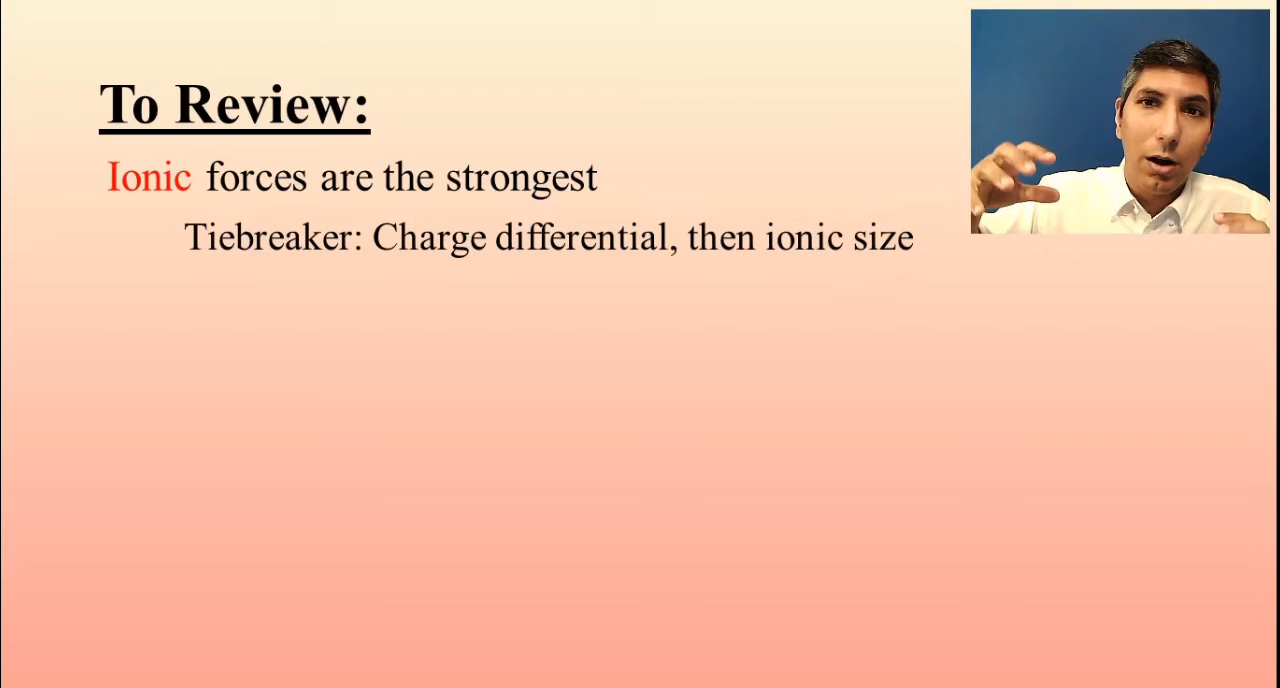 To Review:
Ionic forces are the strongest
Tiebreaker: Charge differential, then ionic size